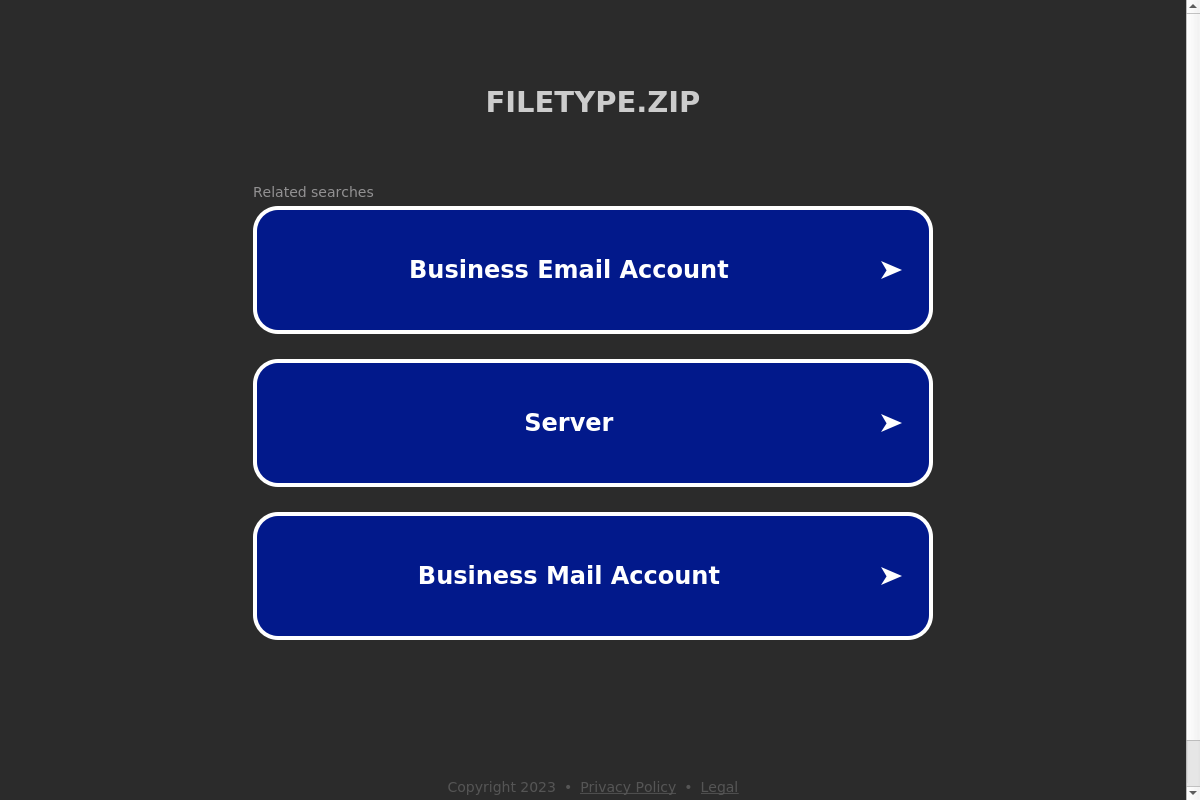 FILETYPE.ZIP
Related searches
Business Email Account
Server
Business Mail Account
Copyright 2023 • Privacy Policy • Legal